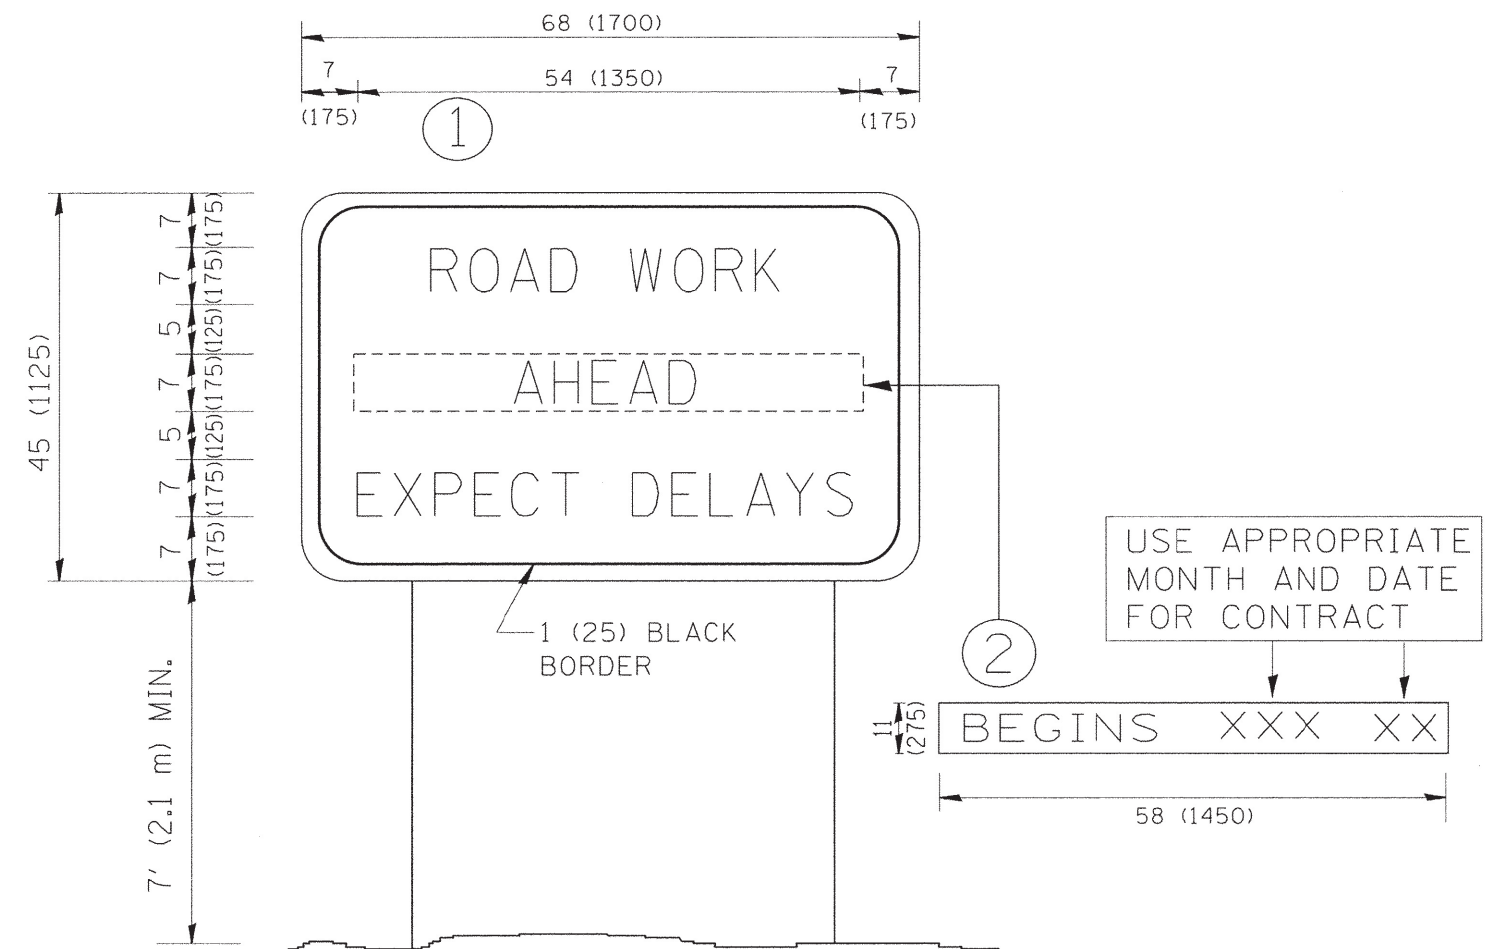 68 (1700)
7
54 (1350)
7
(175)
(175)
1
45 (1125)
7
(175)
7
(175)
5
(125)
7
(175)
5
(125)
7
(175)
7
(175)
ROAD WORK
AHEAD
EXPECT DELAYS
1 (25) BLACK
BORDER
7' (2.1 m) MIN.
2
USE APPROPRIATE
MONTH AND DATE
FOR CONTRACT
11
(275)
BEGINS XXX XX
58 (1450)